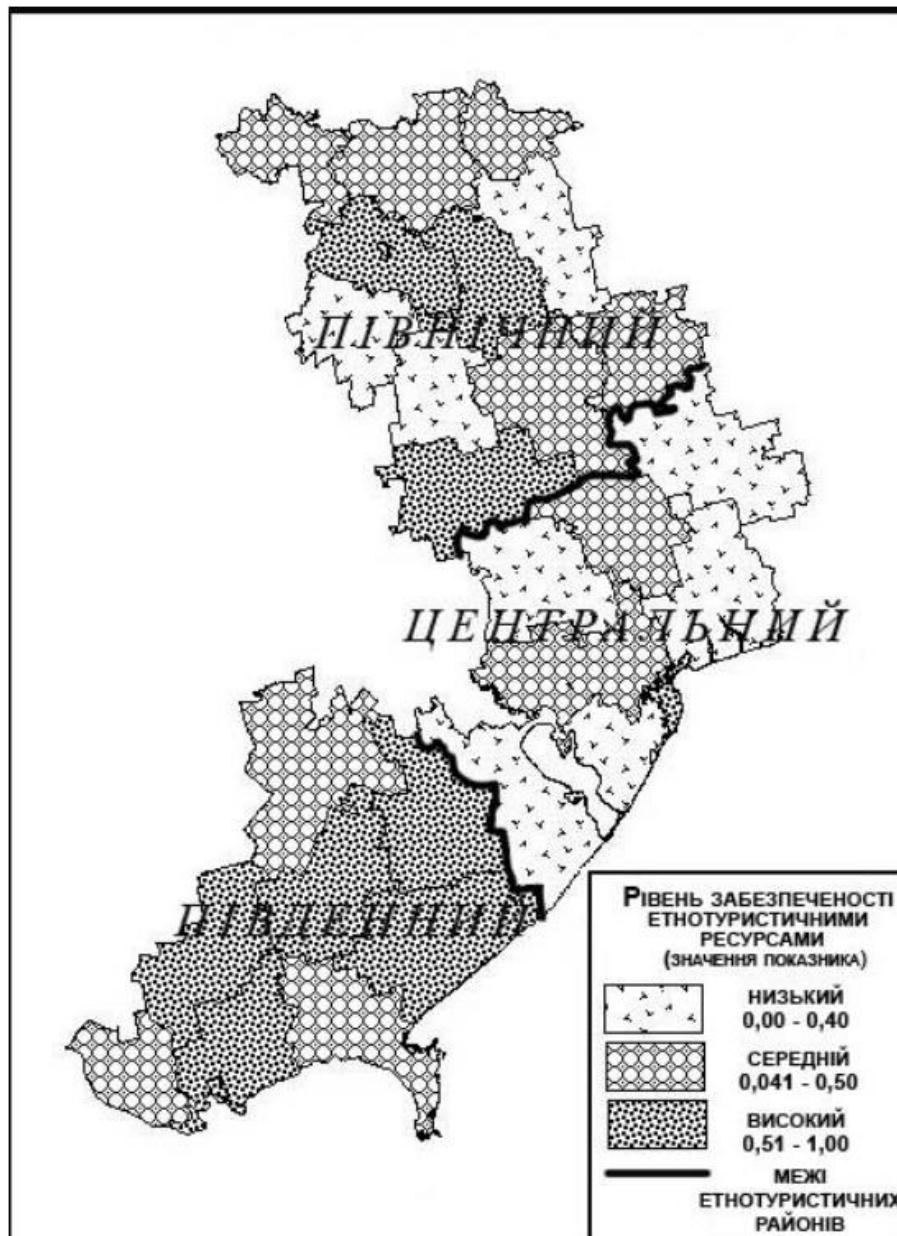 ПІВНІЧНИЙ
ЦЕНТРАЛЬНИЙ
ПІВДЕННИЙ
РІВЕНЬ ЗАБЕЗПЕЧЕНОСТІ
ЕТНОТУРИСТИЧНИМИ
РЕСУРСАМИ
(ЗНАЧЕННЯ ПОКАЗНИКА)
НИЗЬКИЙ
0,00 - 0,40
СЕРЕДНІЙ
0,041 - 0,50
ВИСОКИЙ
0,51 - 1,00
МЕЖІ
ЕТНОТУРИСТИЧНИХ
РАЙОНІВ